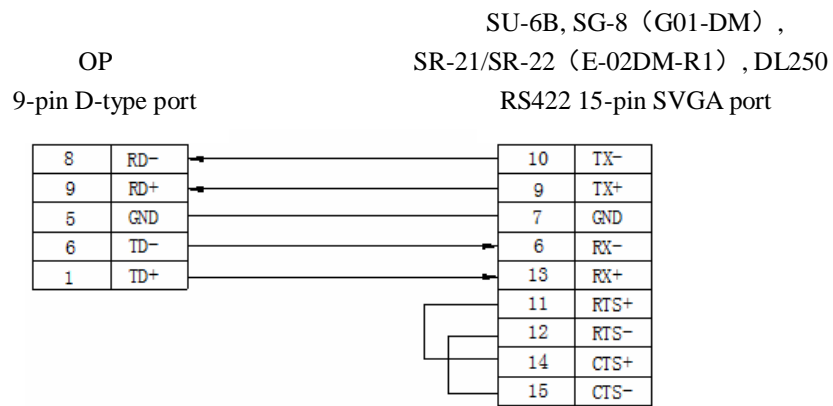 SU-6B, SG-8（G01-DM）,
OP SR-21/SR-22（E-02DM-R1）, DL250
9-pin D-type port RS422 15-pin SVGA port
8 RD- 10 TX-
9 RD+ 9 TX+
5 GND 7 GND
6 TD- 6 RX-
1 TD+ 13 RX+
11 RTS+
12 RTS-
14 CTS+
15 CTS-